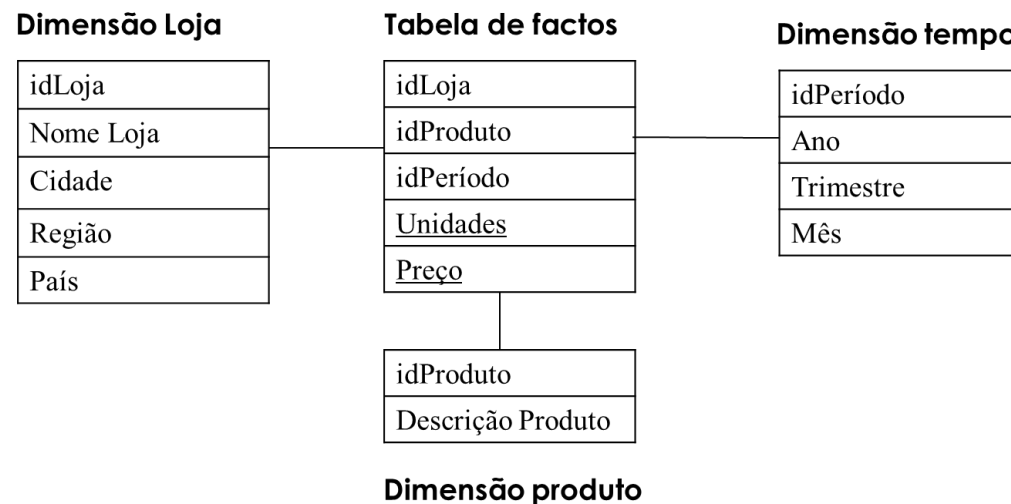 Dimensão Loja
idLoja
Nome Loja
Cidade
Região
País
Tabela de factos
idLoja
idProduto
idPeríodo
Unidades
Preço
Dimensão tempo
idPeríodo
Ano
Trimestre
Mês
idProduto
Descrição Produto
Dimensão produto